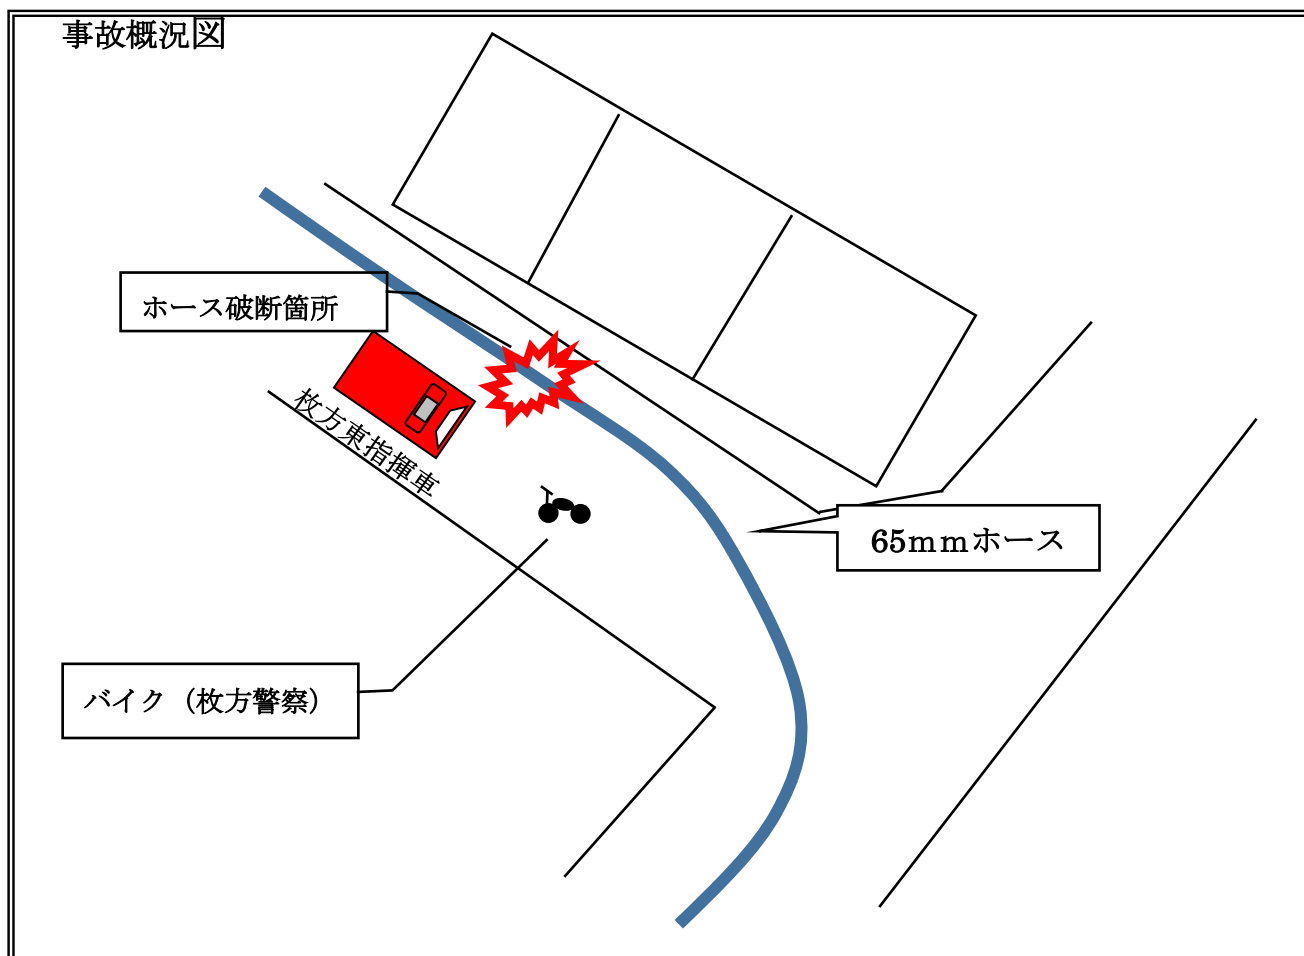 事故概況図
ホース破断箇所
枚方東指揮車
65ｍｍホース
バイク（枚方警察）